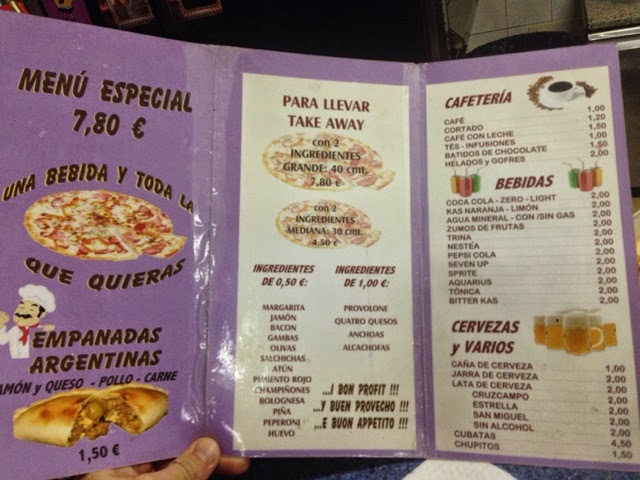 MENÚ ESPECIAL
7,80 €
UNA BEBIDA Y TODA LA
QUE QUIERAS
EMPANADAS
ARGENTINAS
JAMÓN y QUESO - POLLO - CARNE
1,50 €
PARA LLEVAR
TAKE AWAY
con 2
INGREDIENTES
GRANDE: 40 cmt.
7,80 €
con 2
INGREDIENTES
MEDIANA: 30 cmt.
4,50 €
INGREDIENTES
DE 0,50 €:
MARGARITA
JAMÓN
BACON
GAMBAS
OLIVAS
SALCHICHAS
ATÚN
PIMIENTO ROJO
CHAMPIÑONES
BOLOGNESA
PIÑA
PEPERONI
HUEVO
INGREDIENTES
DE 1,00 €:
PROVOLONE
QUATRO QUESOS
ANCHOAS
ALCACHOFAS
...I BON PROFIT !!!
...Y BUEN PROVECHO !!!
...E BUON APPETITO !!!
CAFETERÍA
CAFÉ 1,00
CORTADO 1,20
CAFÉ CON LECHE 1,50
TÉS - INFUSIONES 1,00
BATIDOS DE CHOCOLATE 1,50
HELADOS y GOFRES 2,00
BEBIDAS
COCA COLA - ZERO - LIGHT 2,00
KAS NARANJA - LIMÓN 2,00
AGUA MINERAL - CON /SIN GAS 2,00
ZUMOS DE FRUTAS 2,00
TRINA 2,00
NESTEA 2,00
PEPSI COLA 2,00
SEVEN UP 2,00
SPRITE 2,00
AQUARIUS 2,00
TÓNICA 2,00
BITTER KAS 2,00
CERVEZAS
y VARIOS
CAÑA DE CERVEZA 1,00
JARRA DE CERVEZA 2,00
LATA DE CERVEZA 2,00
CRUZCAMPO 2,00
ESTRELLA 2,00
SAN MIGUEL 2,00
SIN ALCOHOL 2,00
CUBATAS 4,50
CHUPITOS 1,50